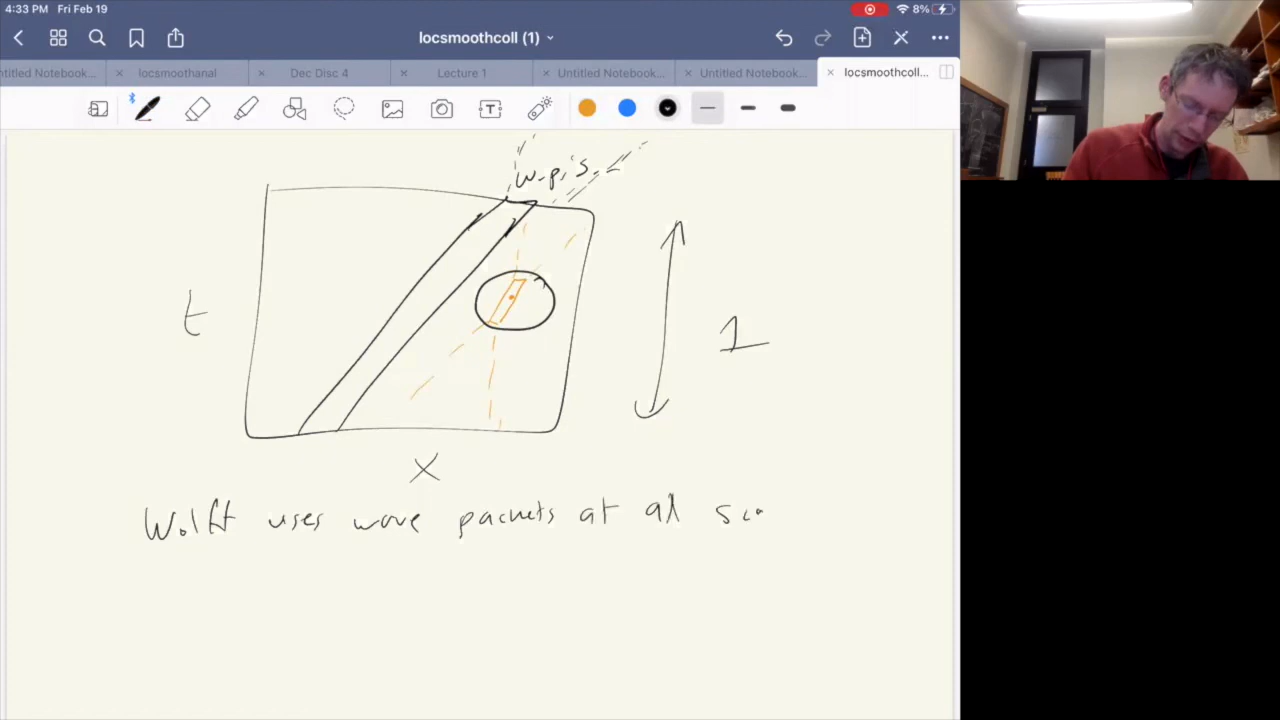 4:33 PM Fri Feb 19
8%
locsmoothcoll (1)
ntitled Notebook...
locsmoothanal
Dec Disc 4
Lecture 1
Untitled Notebook...
Untitled Notebook...
locsmoothcoll...
T
w.p.'s
t
1
x
Wolff uses wave packets at all sca